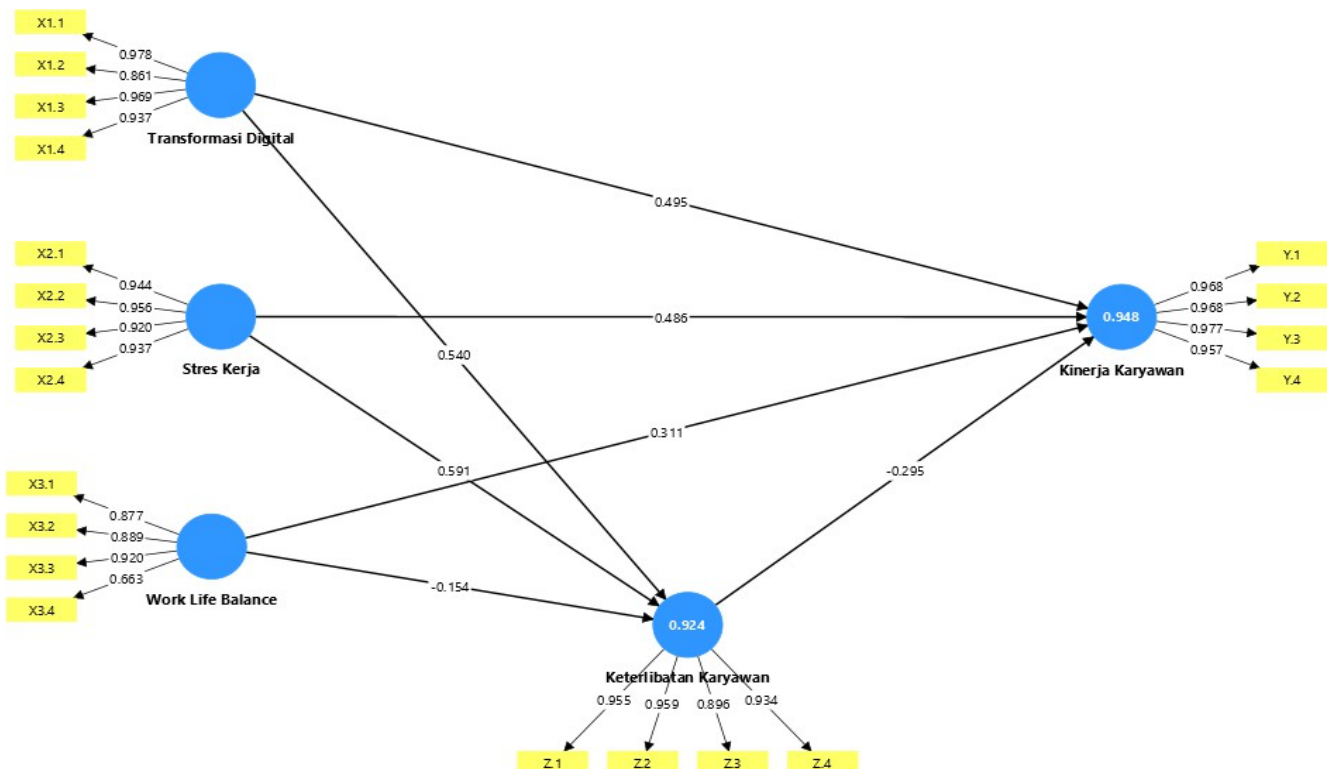 X1.1
0.978
X1.2
0.861
X1.3
0.969
0.937
X1.4
Transformasi Digital
0.495
X2.1
0.944
X2.2
0.956
X2.3
0.920
0.937
X2.4
Stres Kerja
0.486
0.540
Y.1
0.968
Y.2
0.968
0.948
0.977
Y.3
0.957
Y.4
Kinerja Karyawan
0.311
0.591
-0.295
X3.1
0.877
X3.2
0.889
X3.3
0.920
0.663
X3.4
Work Life Balance
-0.154
0.924
Keterlibatan Karyawan
0.955
0.959
0.896
0.934
Z.1
Z.2
Z.3
Z.4